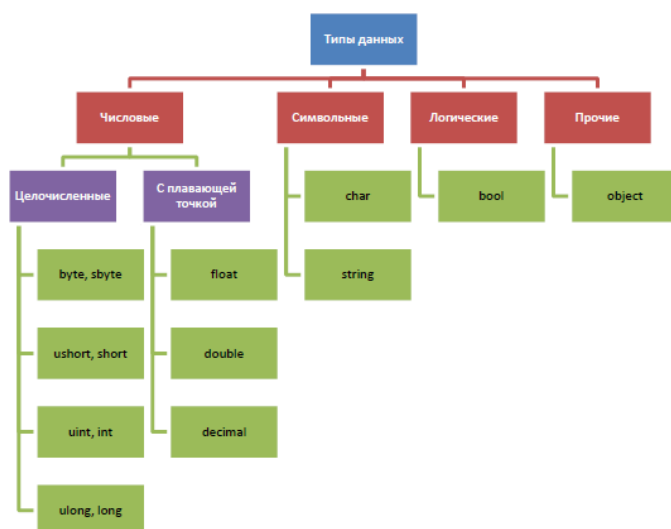 Типы данных
Числовые
Символьные
Логические
Прочие
Целочисленные
С плавающей
точкой
char
bool
object
byte, sbyte
float
string
ushort, short
double
uint, int
decimal
ulong, long